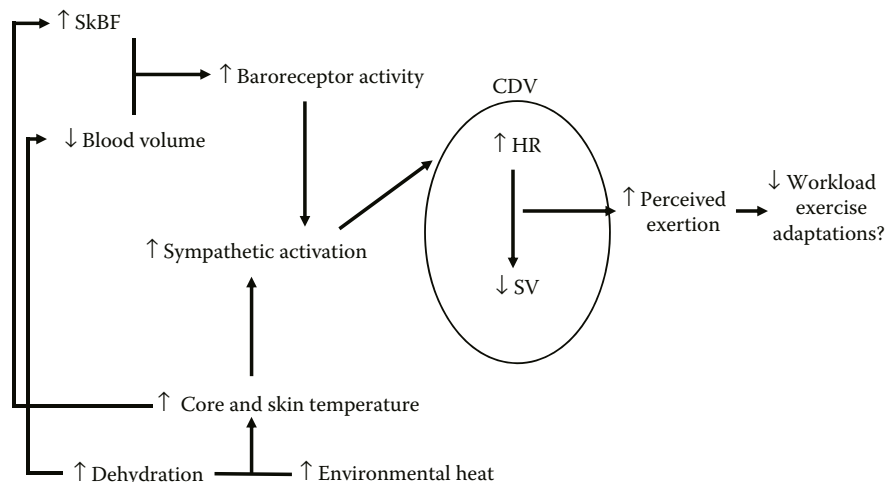 ↑ SkBF
↑ Baroreceptor activity
CDV
↓ Blood volume
↑ HR
↑ Perceived
exertion
↓ Workload
exercise
adaptations?
↑ Sympathetic activation
↓ SV
↑ Core and skin temperature
↑ Dehydration
↑ Environmental heat